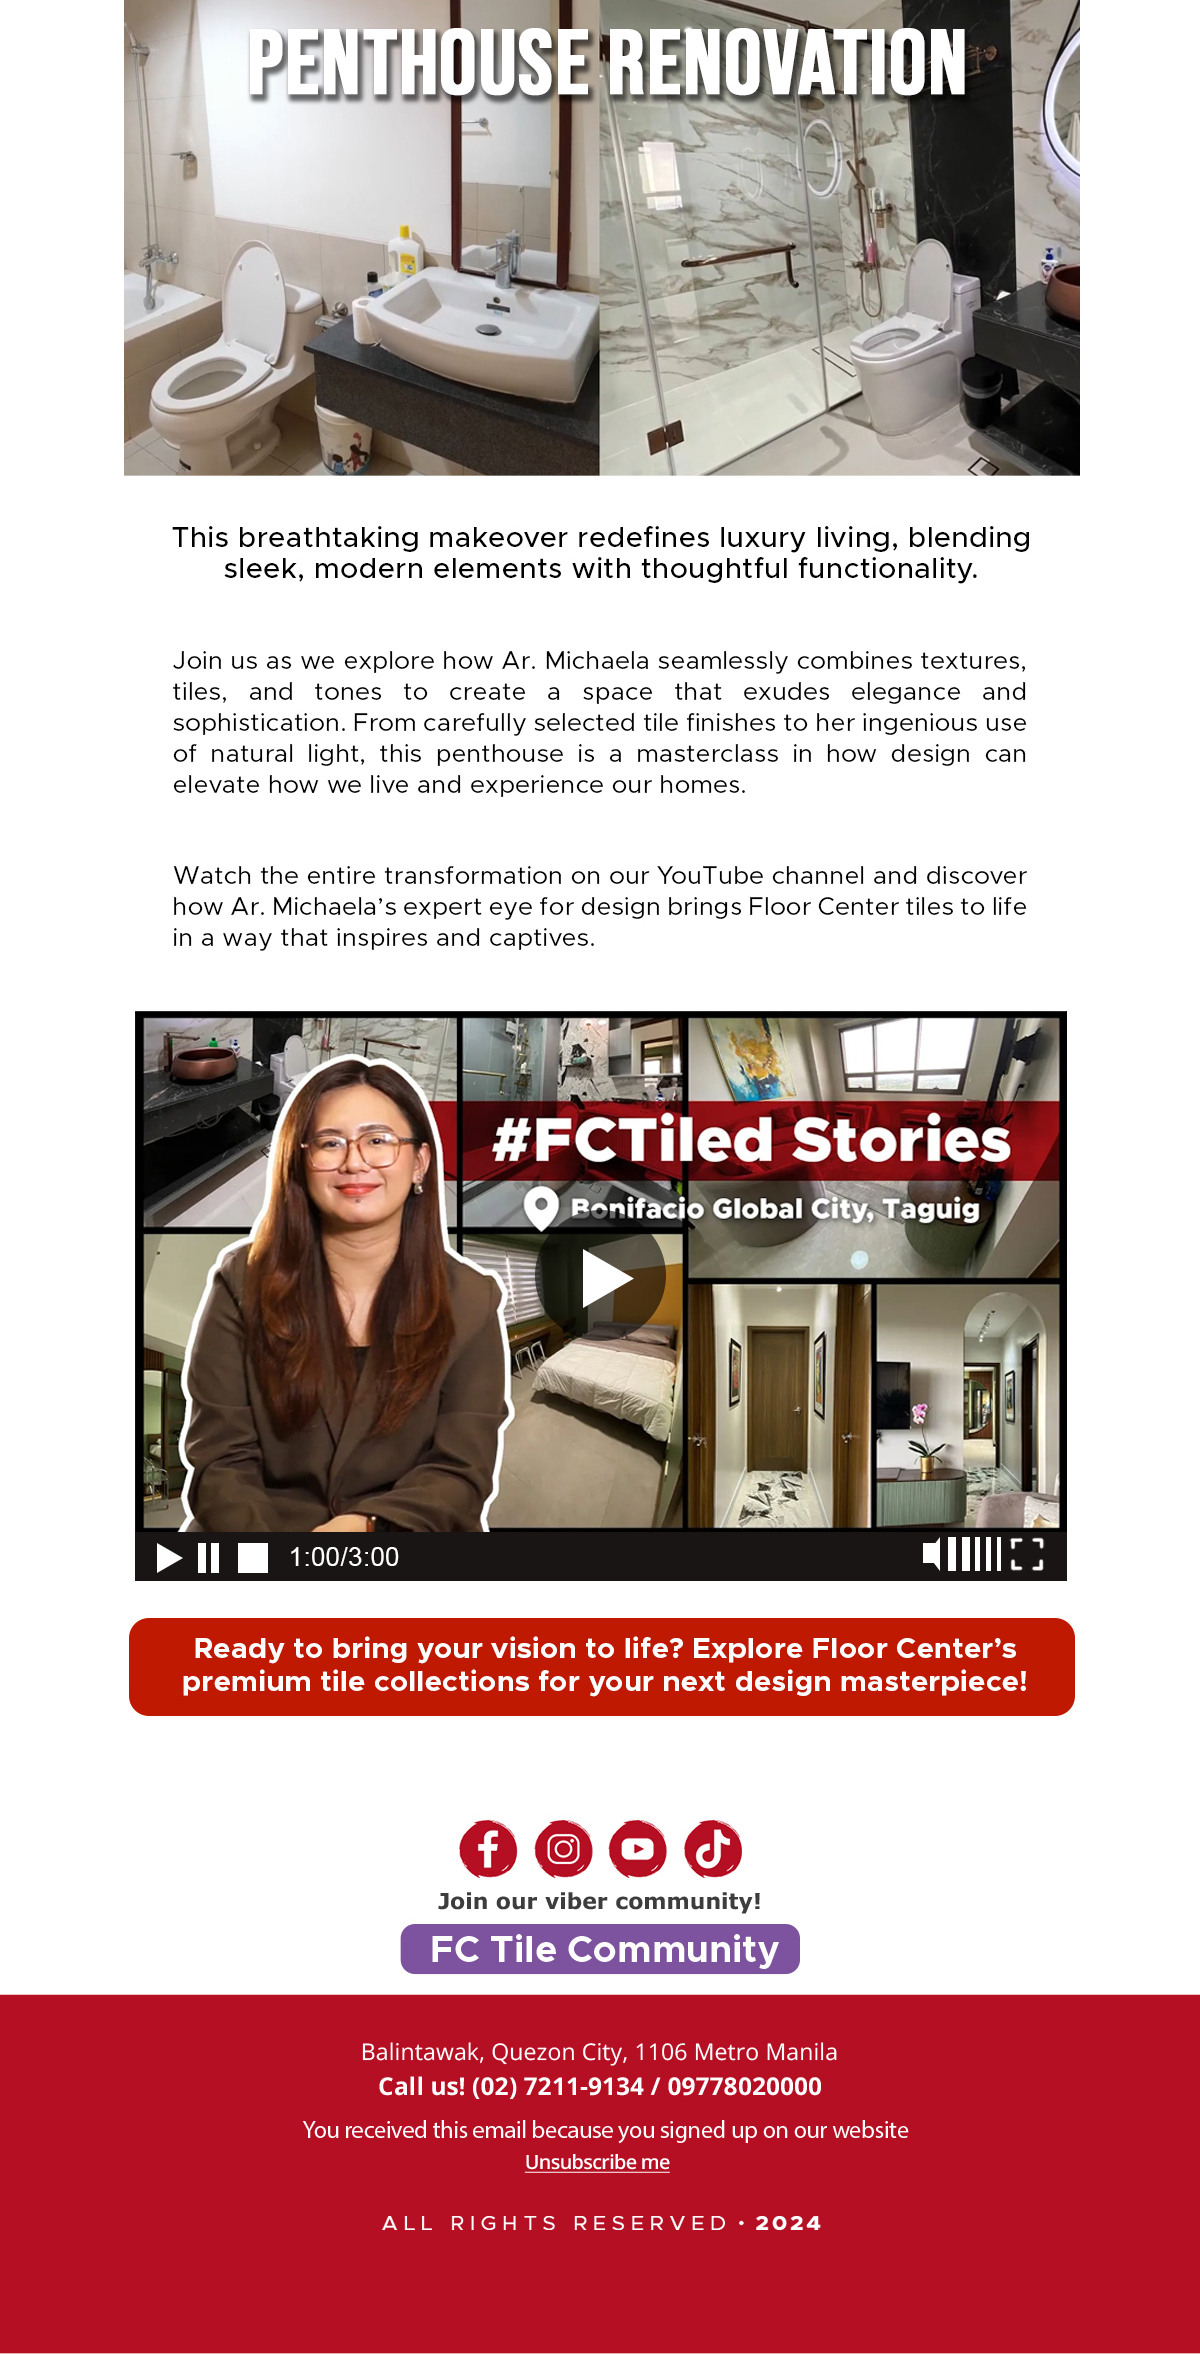 PENTHOUSE RENOVATION
This breathtaking makeover redefines luxury living, blending
sleek, modern elements with thoughtful functionality.
Join us as we explore how Ar. Michaela seamlessly combines textures,
tiles, and tones to create a space that exudes elegance and
sophistication. From carefully selected tile finishes to her ingenious use
of natural light, this penthouse is a masterclass in how design can
elevate how we live and experience our homes.
Watch the entire transformation on our YouTube channel and discover
how Ar. Michaela’s expert eye for design brings Floor Center tiles to life
in a way that inspires and captives.
#FCTiled Stories
Bonifacio Global City, Taguig
1:00/3:00
Ready to bring your vision to life? Explore Floor Center’s
premium tile collections for your next design masterpiece!
Join our viber community!
FC Tile Community
Balintawak, Quezon City, 1106 Metro Manila
Call us! (02) 7211-9134 / 09778020000
You received this email because you signed up on our website
Unsubscribe me
ALL RIGHTS RESERVED • 2024